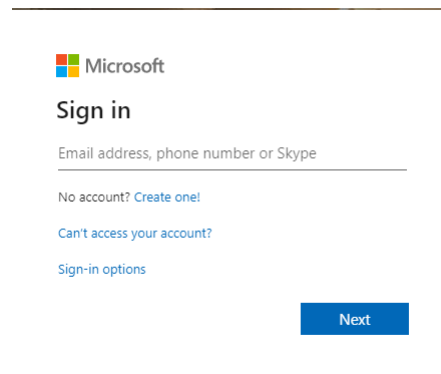 Microsoft
Sign in
Email address, phone number or Skype
No account? Create one!
Can't access your account?
Sign-in options
Next